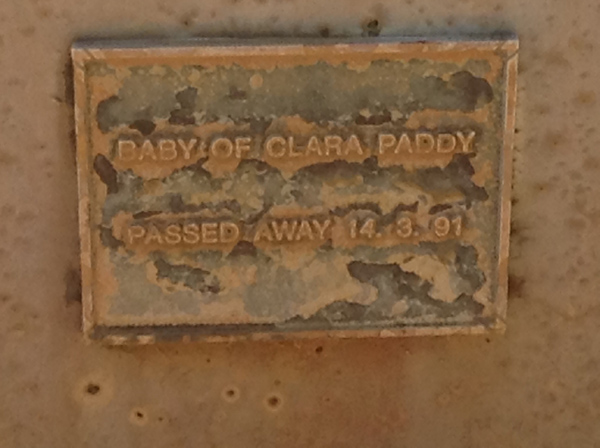 BABY OF CLARA PADDY
PASSED AWAY 14. 3. 91